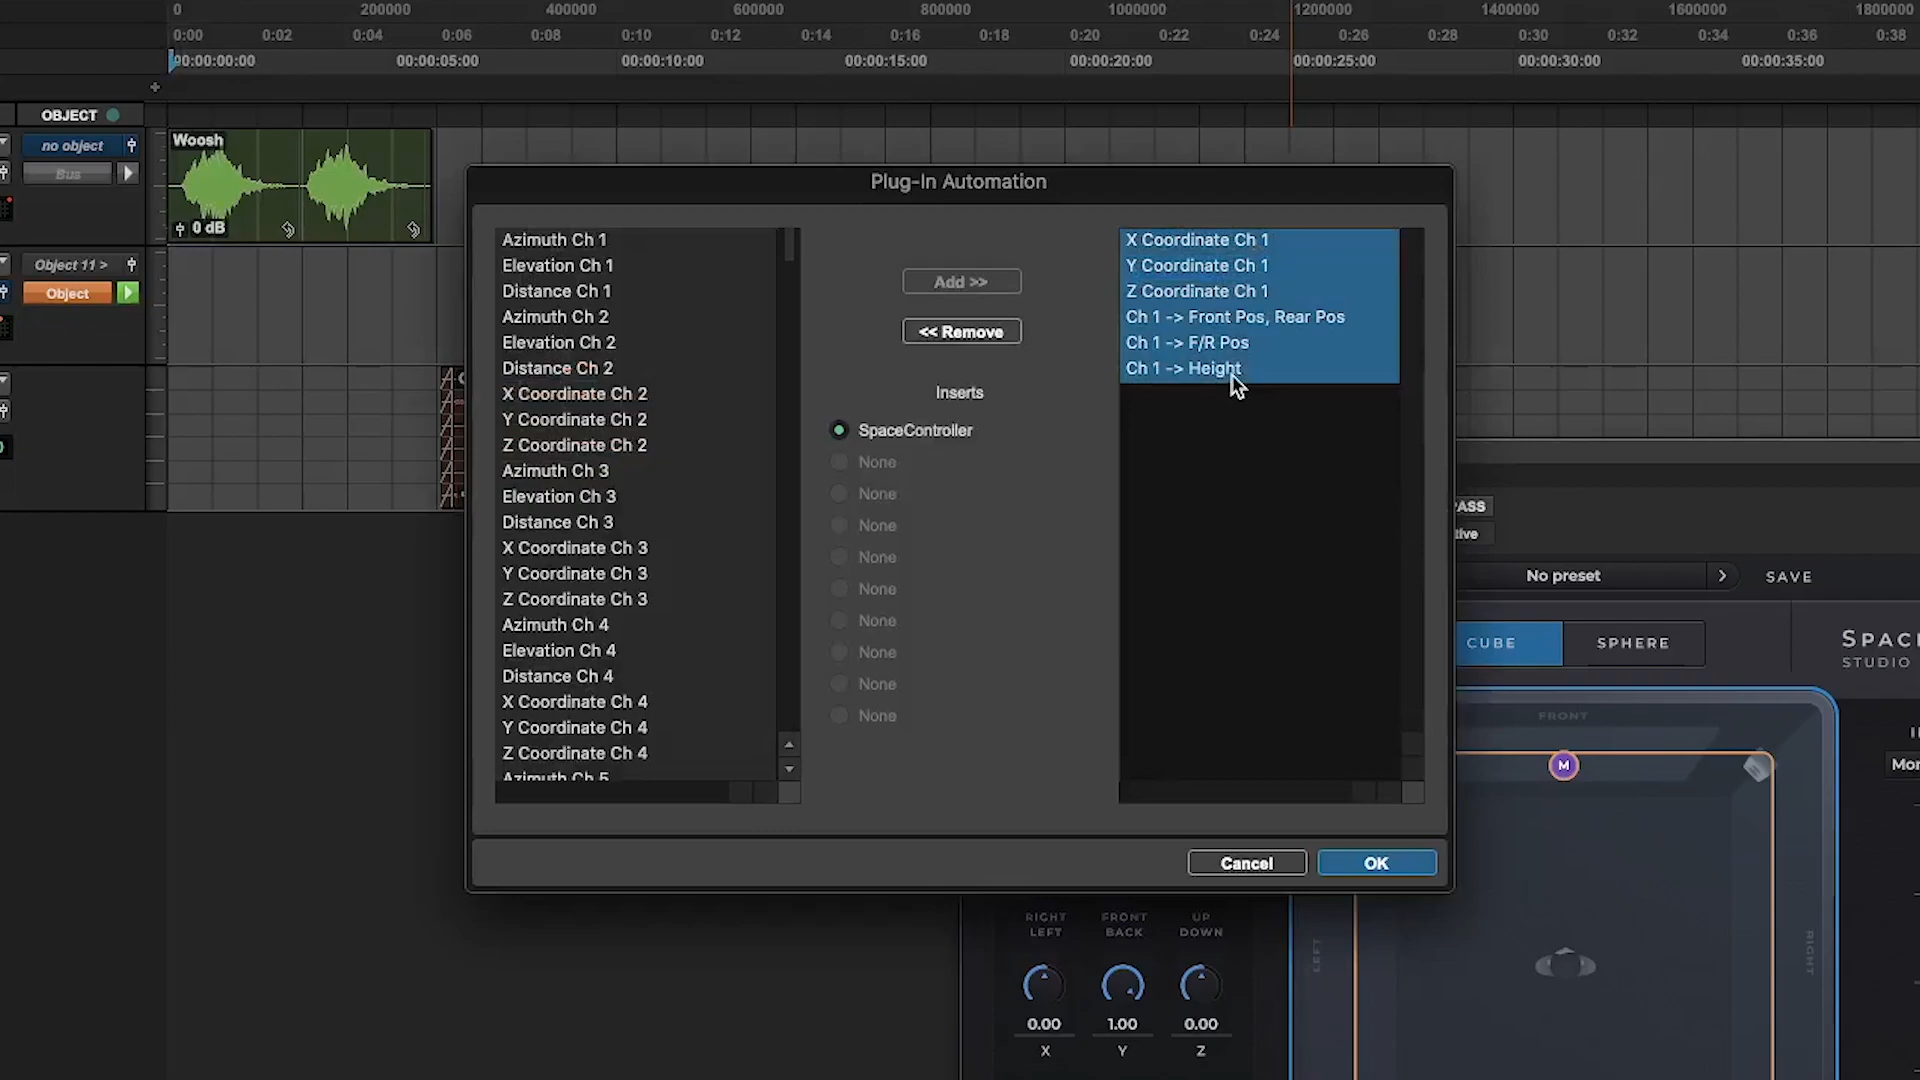 0 200000 400000 600000 800000 1000000 1200000 1400000 1600000 1800000
0:00 0:02 0:04 0:06 0:08 0:10 0:12 0:14 0:16 0:18 0:20 0:22 0:24 0:26 0:28 0:30 0:32 0:34 0:36 0:38
00:00:00:00 00:00:05:00 00:00:10:00 00:00:15:00 00:00:20:00 00:00:25:00 00:00:30:00 00:00:35:00
OBJECT
no object
Bus
Woosh
0 dB
Object 11 >
Object
Plug-In Automation
Azimuth Ch 1
Elevation Ch 1
Distance Ch 1
Azimuth Ch 2
Elevation Ch 2
Distance Ch 2
X Coordinate Ch 2
Y Coordinate Ch 2
Z Coordinate Ch 2
Azimuth Ch 3
Elevation Ch 3
Distance Ch 3
X Coordinate Ch 3
Y Coordinate Ch 3
Z Coordinate Ch 3
Azimuth Ch 4
Elevation Ch 4
Distance Ch 4
X Coordinate Ch 4
Y Coordinate Ch 4
Z Coordinate Ch 4
Azimuth Ch 5
Add >>
<< Remove
Inserts
SpaceController
None
None
None
None
None
None
None
None
None
X Coordinate Ch 1
Y Coordinate Ch 1
Z Coordinate Ch 1
Ch 1 -> Front Pos, Rear Pos
Ch 1 -> F/R Pos
Ch 1 -> Height
Cancel
OK
PASS
tive
No preset
SAVE
CUBE
SPHERE
SPAC
STUDIO
FRONT
M
Mor
LEFT
RIGHT
RIGHT LEFT
FRONT BACK
UP DOWN
0.00 1.00 0.00
X Y Z